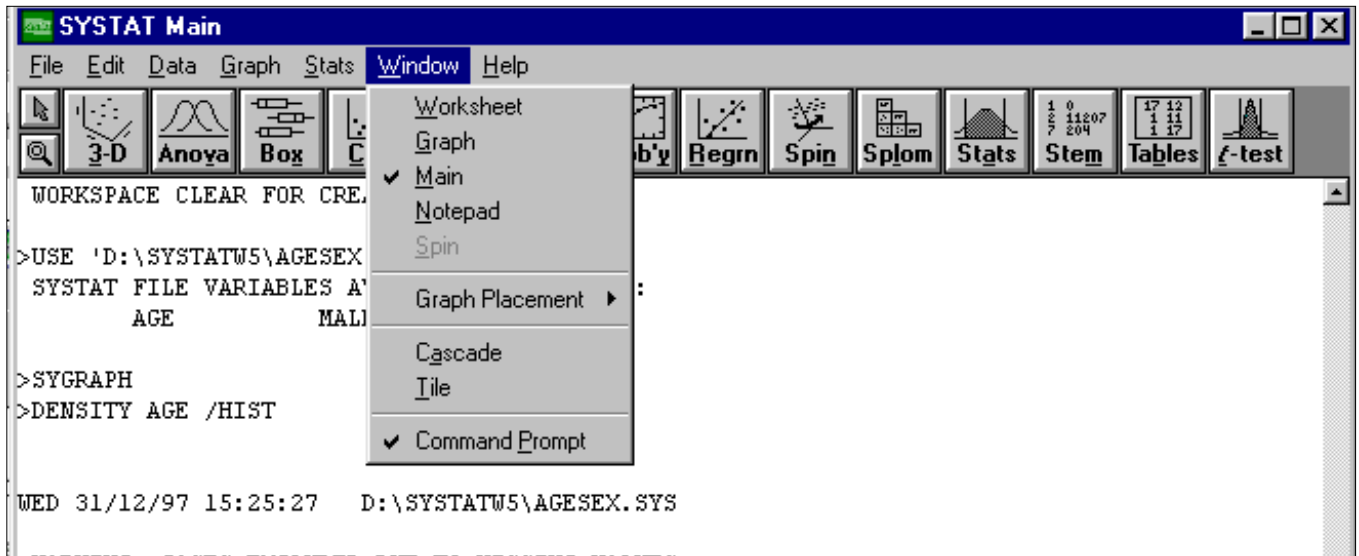 SYSTAT Main
File Edit Data Graph Stats Window Help
3-D Anova Box Regrn Spin Splom Stats Stem Tables t-test
Worksheet
Graph
Main
Notepad
Spin
Graph Placement
Cascade
Tile
Command Prompt
WORKSPACE CLEAR FOR
>USE 'D:\SYSTATW5\AGESEX
SYSTAT FILE VARIABLES :
AGE
>SYGRAPH
>DENSITY AGE /HIST
WED 31/12/97 15:25:27 D:\SYSTATW5\AGESEX.SYS